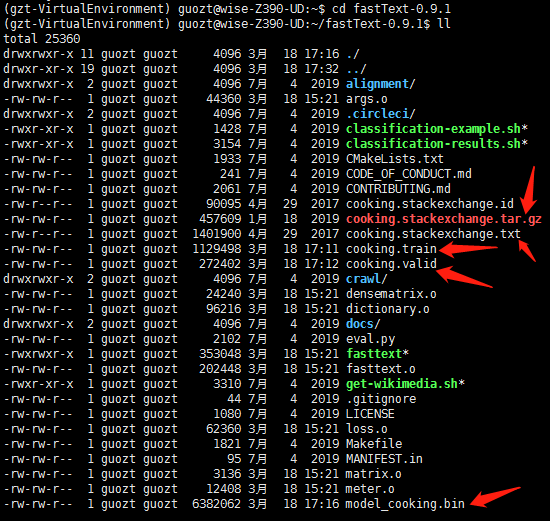 (gzt-VirtualEnvironment) guozt@wise-Z390-UD:~$ cd fastText-0.9.1
(gzt-VirtualEnvironment) guozt@wise-Z390-UD:~/fastText-0.9.1$ ll
total 25360
drwxrwxr-x 11 guozt guozt    4096 3月  18 17:16 ./
drwxr-xr-x 19 guozt guozt    4096 3月  18 17:32 ../
drwxrwxr-x  2 guozt guozt    4096 7月   4  2019 alignment/
-rw-rw-r--  1 guozt guozt   44360 3月  18 15:21 args.o
drwxrwxr-x  2 guozt guozt    4096 7月   4  2019 .circleci/
-rwxr-xr-x  1 guozt guozt    1428 7月   4  2019 classification-example.sh*
-rwxr-xr-x  1 guozt guozt    3154 7月   4  2019 classification-results.sh*
-rw-rw-r--  1 guozt guozt    1933 7月   4  2019 CMakeLists.txt
-rw-rw-r--  1 guozt guozt     241 7月   4  2019 CODE_OF_CONDUCT.md
-rw-rw-r--  1 guozt guozt    2061 7月   4  2019 CONTRIBUTING.md
-rw-rw-r--  1 guozt guozt   90095 4月  29  2017 cooking.stackexchange.id
-rw-rw-r--  1 guozt guozt  457609 1月  18  2019 cooking.stackexchange.tar.gz
-rw-rw-r--  1 guozt guozt 1401900 4月  29  2017 cooking.stackexchange.txt
-rw-rw-r--  1 guozt guozt 1129498 3月  18 17:11 cooking.train
-rw-rw-r--  1 guozt guozt  272402 3月  18 17:12 cooking.valid
drwxrwxr-x  2 guozt guozt    4096 7月   4  2019 crawl/
-rw-rw-r--  1 guozt guozt   24240 3月  18 15:21 densematrix.o
-rw-rw-r--  1 guozt guozt   96216 3月  18 15:21 dictionary.o
drwxrwxr-x  2 guozt guozt    4096 7月   4  2019 docs/
-rw-rw-r--  1 guozt guozt    2102 7月   4  2019 eval.py
-rwxrwxr-x  1 guozt guozt  353048 3月  18 15:21 fasttext*
-rw-rw-r--  1 guozt guozt  202448 3月  18 15:21 fasttext.o
-rwxr-xr-x  1 guozt guozt    3310 7月   4  2019 get-wikimedia.sh*
-rw-rw-r--  1 guozt guozt      44 7月   4  2019 .gitignore
-rw-rw-r--  1 guozt guozt    1080 7月   4  2019 LICENSE
-rw-rw-r--  1 guozt guozt   62360 3月  18 15:21 loss.o
-rw-rw-r--  1 guozt guozt    1821 7月   4  2019 Makefile
-rw-rw-r--  1 guozt guozt      95 7月   4  2019 MANIFEST.in
-rw-rw-r--  1 guozt guozt    3136 3月  18 15:21 matrix.o
-rw-rw-r--  1 guozt guozt   12408 3月  18 15:21 meter.o
-rw-rw-r--  1 guozt guozt 6382062 3月  18 17:16 model_cooking.bin